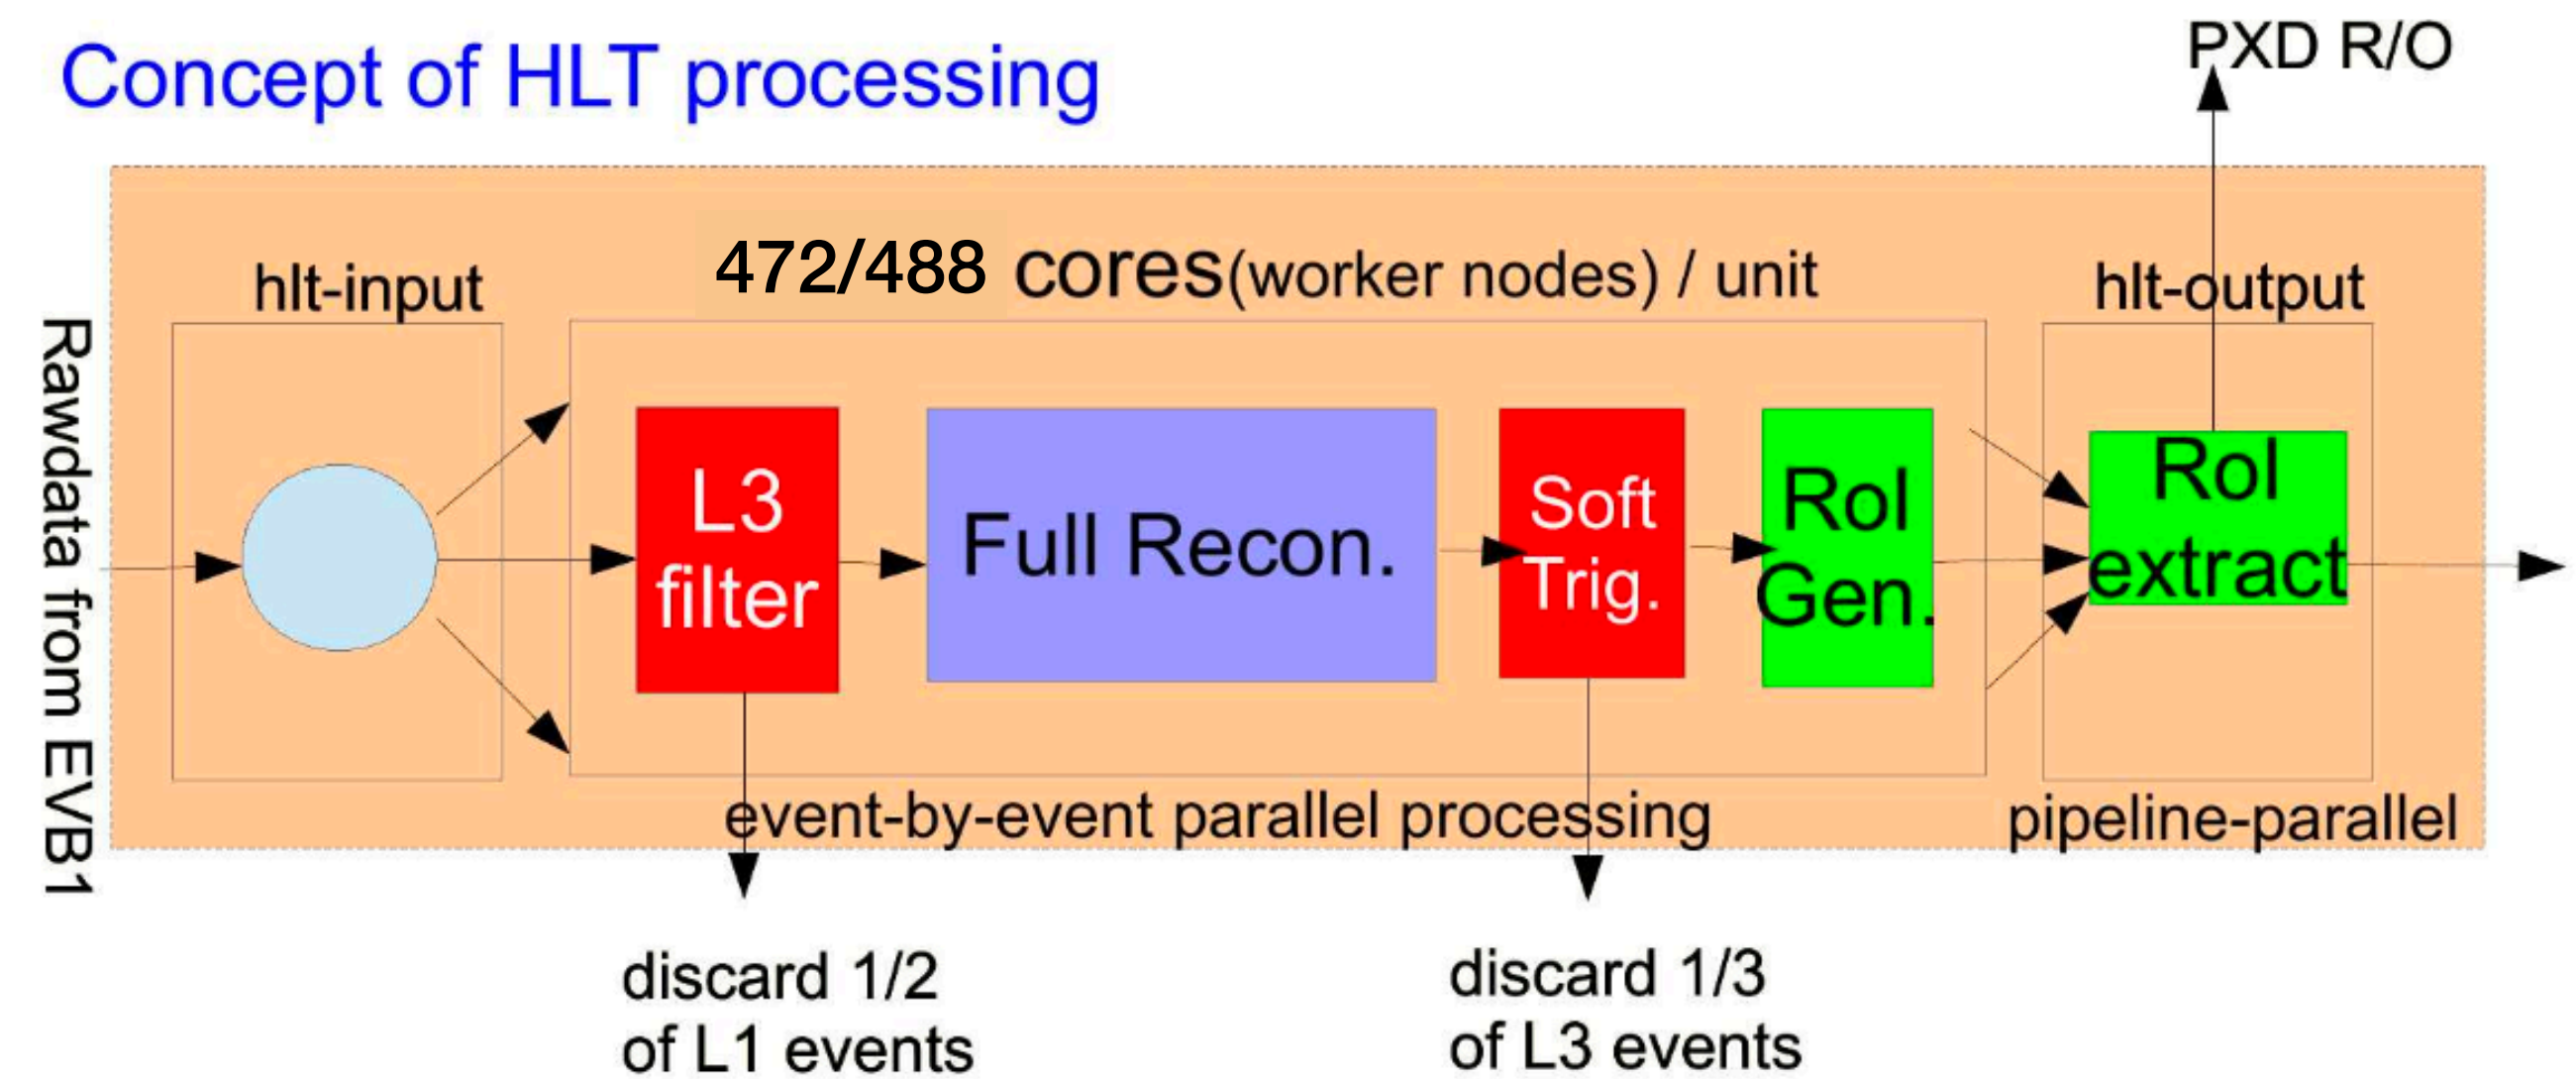 Concept of HLT processing
PXD R/O
Rawdata from EVB1
hlt-input
472/488 cores(worker nodes) / unit
hlt-output
L3
filter
Full Recon.
Soft
Trig.
RoI
Gen.
RoI
extract
event-by-event parallel processing
pipeline-parallel
discard 1/2
of L1 events
discard 1/3
of L3 events